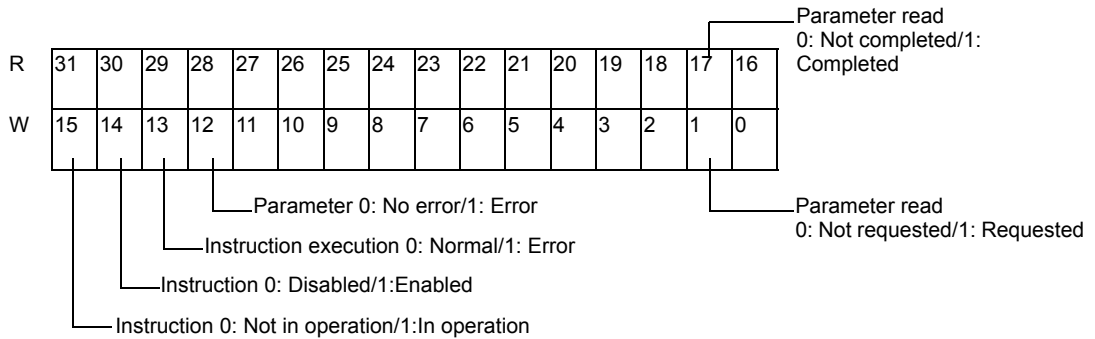 Parameter read
0: Not completed/1:
Completed
R 31 30 29 28 27 26 25 24 23 22 21 20 19 18 17 16
W 15 14 13 12 11 10 9 8 7 6 5 4 3 2 1 0
Parameter 0: No error/1: Error
Parameter read
0: Not requested/1: Requested
Instruction execution 0: Normal/1: Error
Instruction 0: Disabled/1:Enabled
Instruction 0: Not in operation/1:In operation